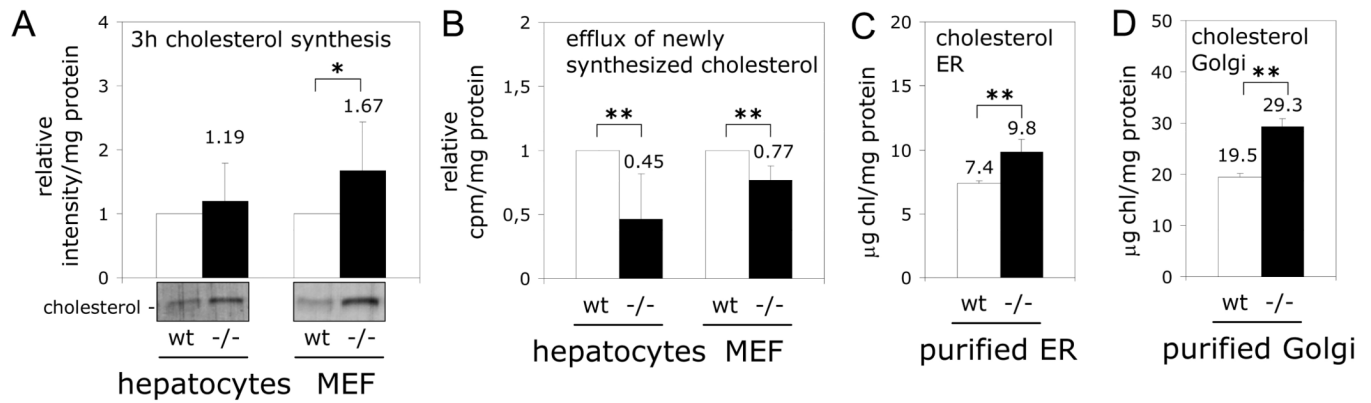 A
3h cholesterol synthesis
relative
intensity/mg protein
4
3
2
1
0
1.19
*
1.67
cholesterol -
wt -/- wt -/-
hepatocytes MEF
B
efflux of newly
synthesized cholesterol
relative
cpm/mg protein
2
1,5
1
0,5
0
**
0.45
**
0.77
wt -/- wt -/-
hepatocytes MEF
C
cholesterol
ER
µg chl/mg protein
20
15
10
5
0
**
7.4
9.8
wt -/-
purified ER
D
cholesterol
Golgi
µg chl/mg protein
50
40
30
20
10
0
**
19.5
29.3
wt -/-
purified Golgi